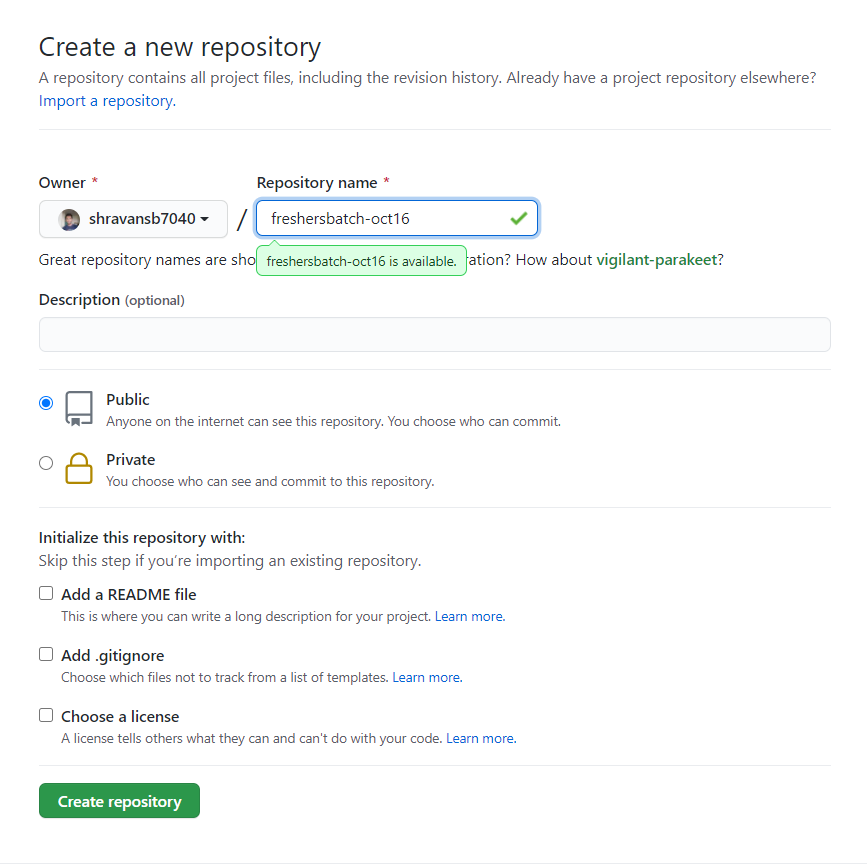 Create a new repository
A repository contains all project files, including the revision history. Already have a project repository elsewhere?
Import a repository.
Owner *
Repository name *
shravansb7040
/
freshersbatch-oct16
Great repository names are sho
ration? How about vigilant-parakeet?
freshersbatch-oct16 is available.
Description (optional)
Public
Anyone on the internet can see this repository. You choose who can commit.
Private
You choose who can see and commit to this repository.
Initialize this repository with:
Skip this step if you’re importing an existing repository.
Add a README file
This is where you can write a long description for your project. Learn more.
Add .gitignore
Choose which files not to track from a list of templates. Learn more.
Choose a license
A license tells others what they can and can't do with your code. Learn more.
Create repository